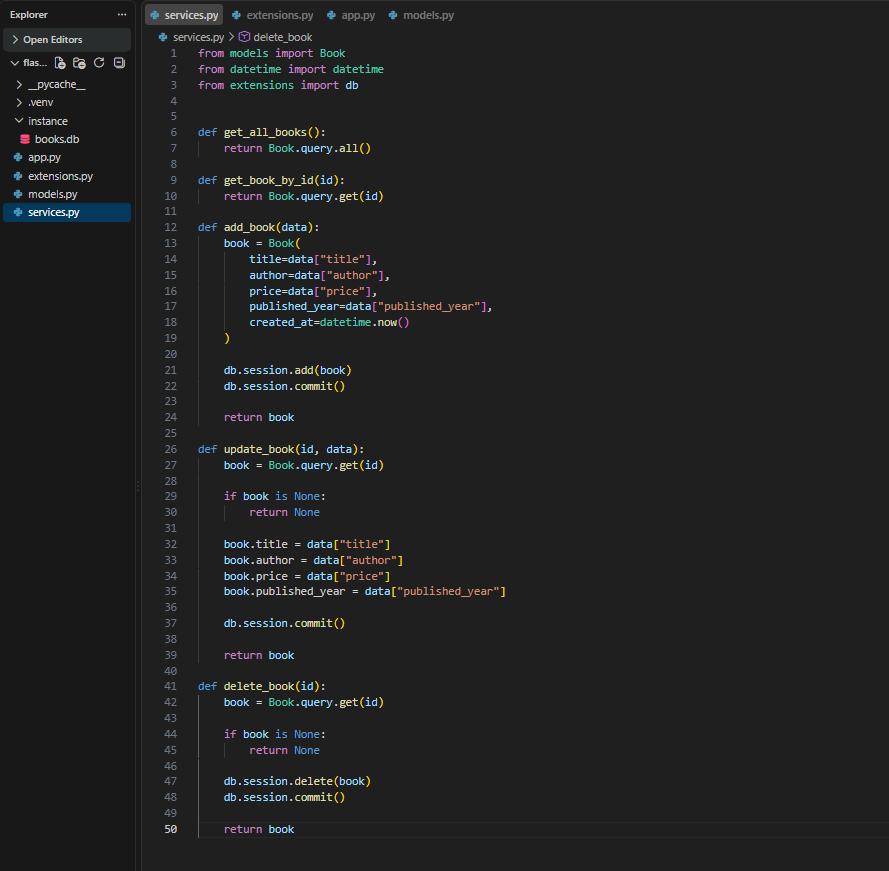 Explorer ...
Open Editors
flas...
__pycache__
.venv
instance
books.db
app.py
extensions.py
models.py
services.py
services.py extensions.py app.py models.py
services.py > delete_book
1 from models import Book
2 from datetime import datetime
3 from extensions import db
4
5
6 def get_all_books():
7     return Book.query.all()
8
9 def get_book_by_id(id):
10     return Book.query.get(id)
11
12 def add_book(data):
13     book = Book(
14         title=data["title"],
15         author=data["author"],
16         price=data["price"],
17         published_year=data["published_year"],
18         created_at=datetime.now()
19     )
20
21     db.session.add(book)
22     db.session.commit()
23
24     return book
25
26 def update_book(id, data):
27     book = Book.query.get(id)
28
29     if book is None:
30         return None
31
32     book.title = data["title"]
33     book.author = data["author"]
34     book.price = data["price"]
35     book.published_year = data["published_year"]
36
37     db.session.commit()
38
39     return book
40
41 def delete_book(id):
42     book = Book.query.get(id)
43
44     if book is None:
45         return None
46
47     db.session.delete(book)
48     db.session.commit()
49
50     return book